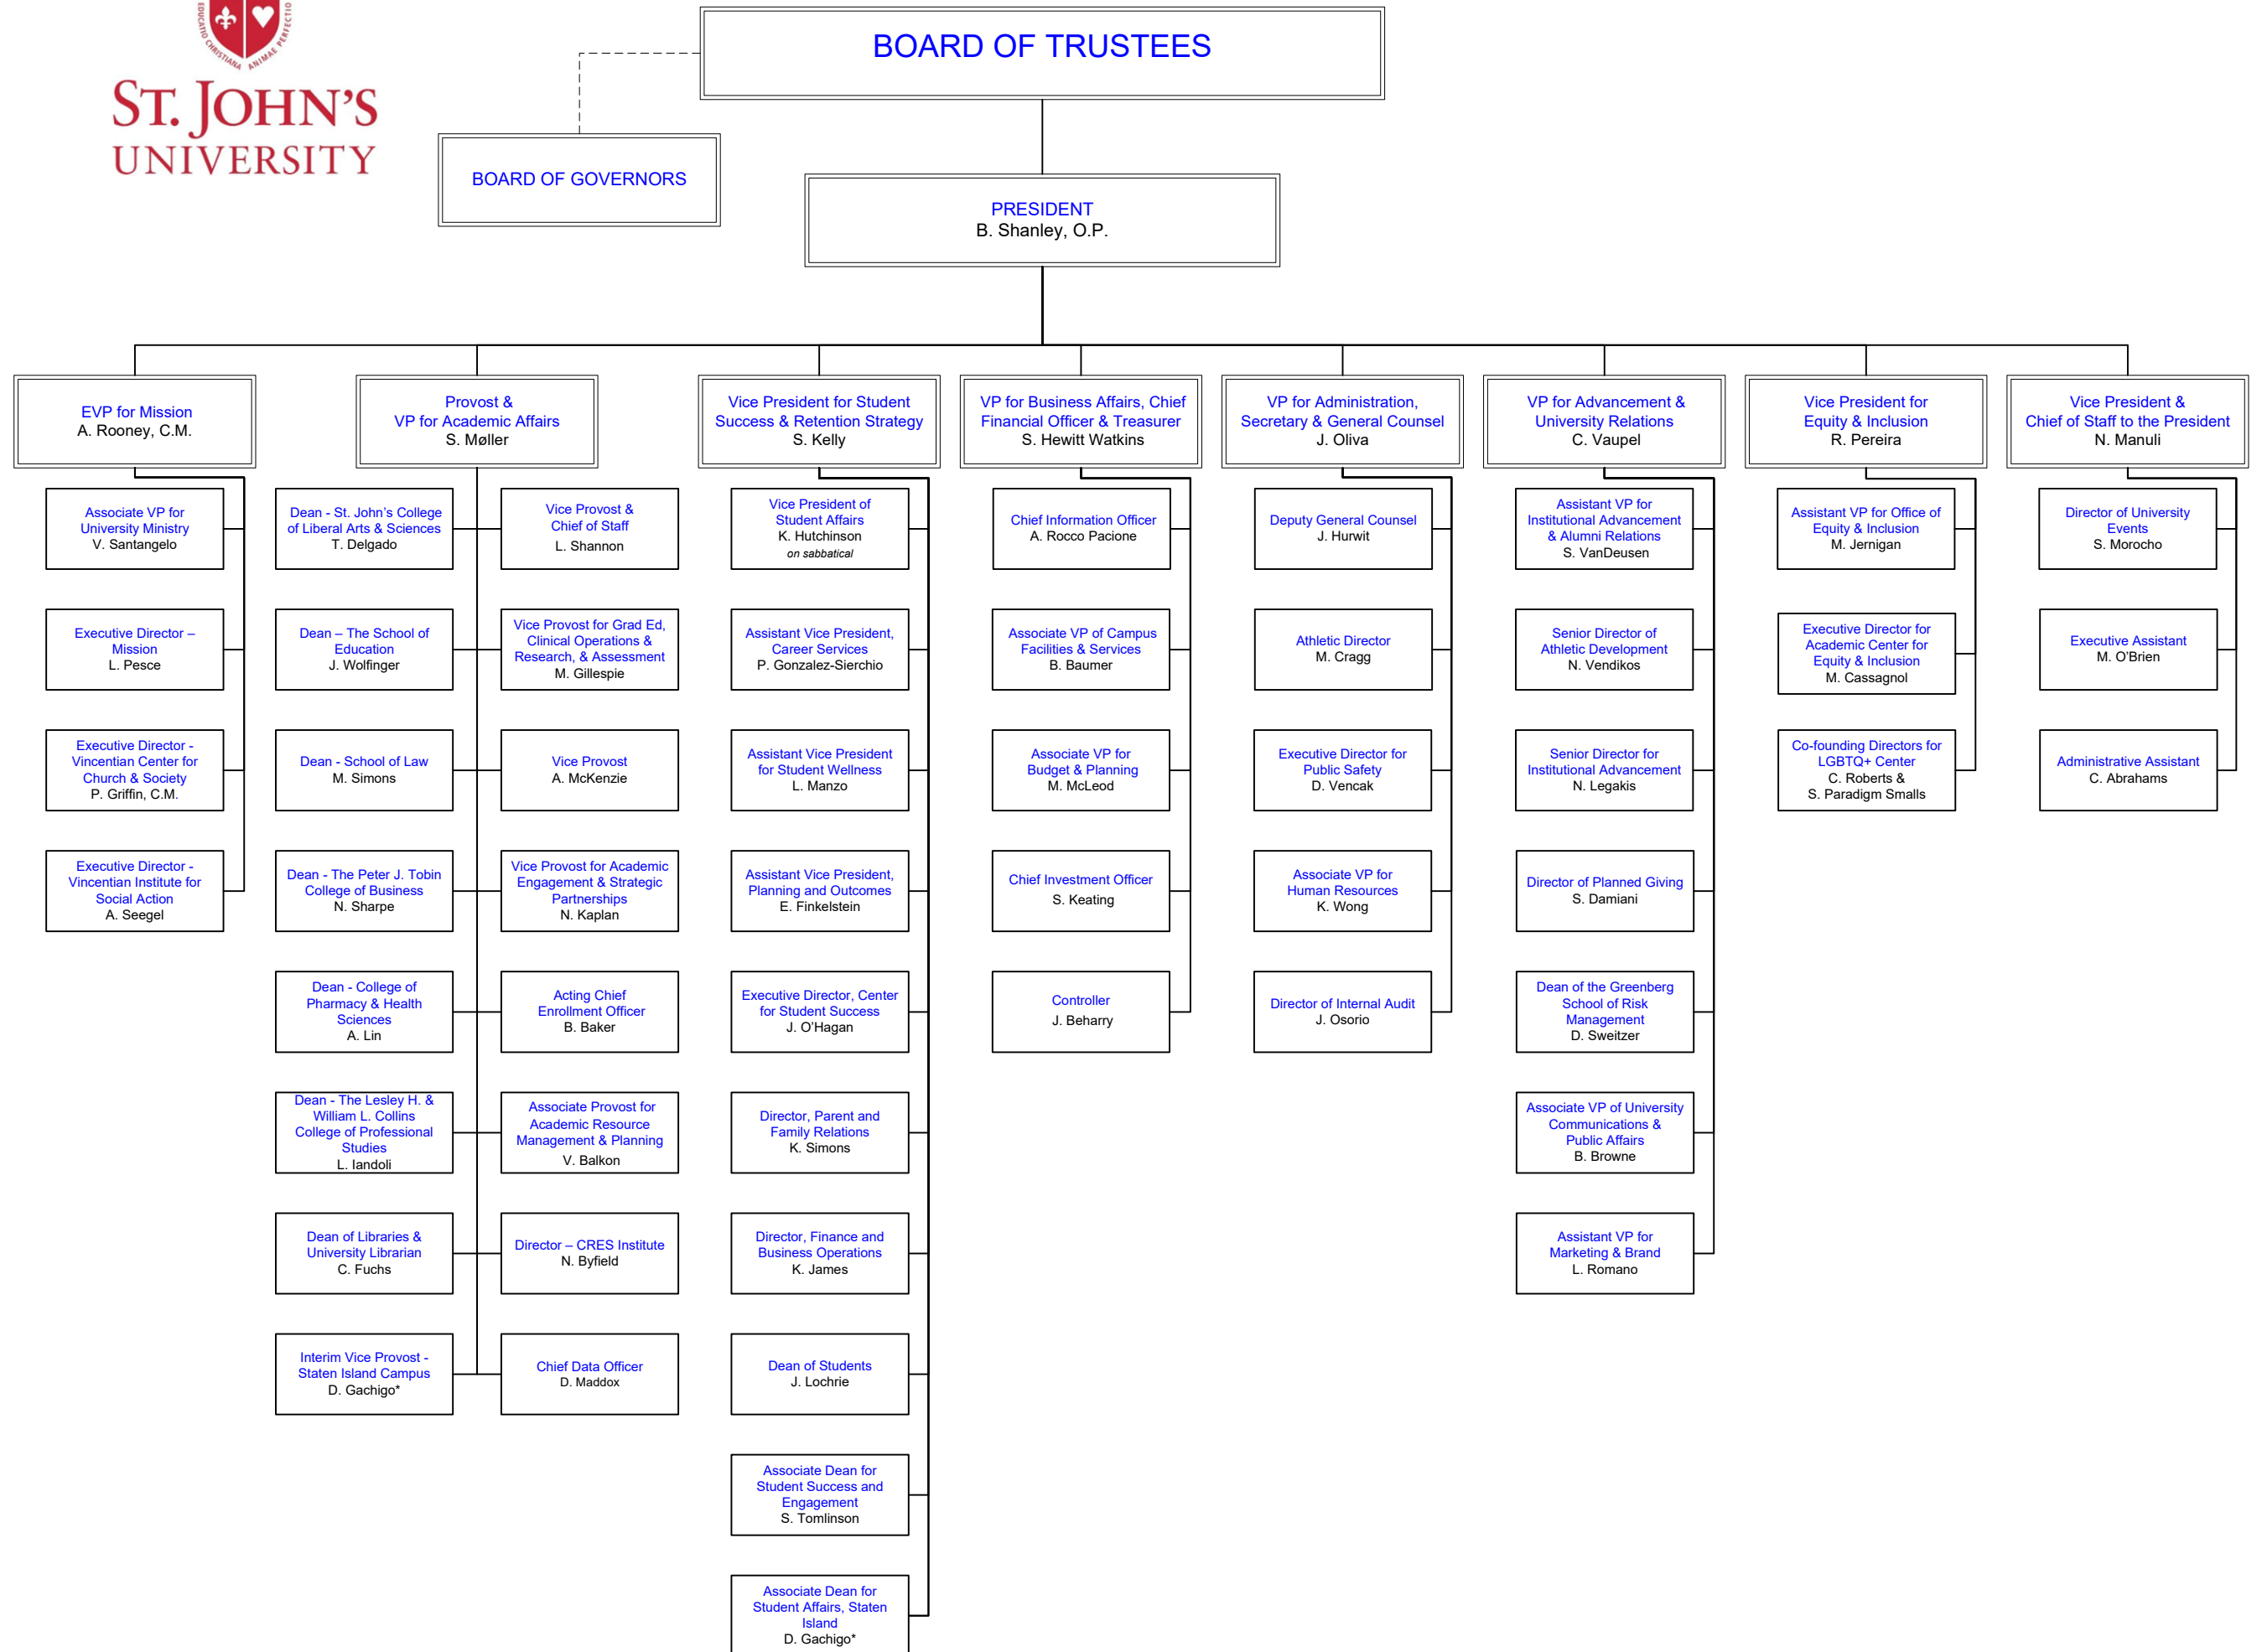 EDUCATIO CHRISTIANA ANIMAE PERFECTIO
ST. JOHN'S
UNIVERSITY
BOARD OF TRUSTEES
BOARD OF GOVERNORS
PRESIDENT
B. Shanley, O.P.
EVP for Mission
A. Rooney, C.M.
Provost &
VP for Academic Affairs
S. Møller
Vice President for Student
Success & Retention Strategy
S. Kelly
VP for Business Affairs, Chief
Financial Officer & Treasurer
S. Hewitt Watkins
VP for Administration,
Secretary & General Counsel
J. Oliva
VP for Advancement &
University Relations
C. Vaupel
Vice President for
Equity & Inclusion
R. Pereira
Vice President &
Chief of Staff to the President
N. Manuli
Associate VP for
University Ministry
V. Santangelo
Executive Director –
Mission
L. Pesce
Executive Director -
Vincentian Center for
Church & Society
P. Griffin, C.M.
Executive Director -
Vincentian Institute for
Social Action
A. Seegel
Dean - St. John's College
of Liberal Arts & Sciences
T. Delgado
Dean – The School of
Education
J. Wolfinger
Dean - School of Law
M. Simons
Dean - The Peter J. Tobin
College of Business
N. Sharpe
Dean - College of
Pharmacy & Health
Sciences
A. Lin
Dean - The Lesley H. &
William L. Collins
College of Professional
Studies
L. Iandoli
Dean of Libraries &
University Librarian
C. Fuchs
Interim Vice Provost -
Staten Island Campus
D. Gachigo*
Vice Provost &
Chief of Staff
L. Shannon
Vice Provost for Grad Ed,
Clinical Operations &
Research, & Assessment
M. Gillespie
Vice Provost
A. McKenzie
Vice Provost for Academic
Engagement & Strategic
Partnerships
N. Kaplan
Acting Chief
Enrollment Officer
B. Baker
Associate Provost for
Academic Resource
Management & Planning
V. Balkon
Director – CRES Institute
N. Byfield
Chief Data Officer
D. Maddox
Vice President of
Student Affairs
K. Hutchinson
on sabbatical
Assistant Vice President,
Career Services
P. Gonzalez-Sierchio
Assistant Vice President
for Student Wellness
L. Manzo
Assistant Vice President,
Planning and Outcomes
E. Finkelstein
Executive Director, Center
for Student Success
J. O'Hagan
Director, Parent and
Family Relations
K. Simons
Director, Finance and
Business Operations
K. James
Dean of Students
J. Lochrie
Associate Dean for
Student Success and
Engagement
S. Tomlinson
Associate Dean for
Student Affairs, Staten
Island
D. Gachigo*
Chief Information Officer
A. Rocco Pacione
Associate VP of Campus
Facilities & Services
B. Baumer
Associate VP for
Budget & Planning
M. McLeod
Chief Investment Officer
S. Keating
Controller
J. Beharry
Deputy General Counsel
J. Hurwit
Athletic Director
M. Cragg
Executive Director for
Public Safety
D. Vencak
Associate VP for
Human Resources
K. Wong
Director of Internal Audit
J. Osorio
Assistant VP for
Institutional Advancement
& Alumni Relations
S. VanDeusen
Senior Director of
Athletic Development
N. Vendikos
Senior Director for
Institutional Advancement
N. Legakis
Director of Planned Giving
S. Damiani
Dean of the Greenberg
School of Risk
Management
D. Sweitzer
Associate VP of University
Communications &
Public Affairs
B. Browne
Assistant VP for
Marketing & Brand
L. Romano
Assistant VP for Office of
Equity & Inclusion
M. Jernigan
Executive Director for
Academic Center for
Equity & Inclusion
M. Cassagnol
Co-founding Directors for
LGBTQ+ Center
C. Roberts &
S. Paradigm Smalls
Director of University
Events
S. Morocho
Executive Assistant
M. O'Brien
Administrative Assistant
C. Abrahams